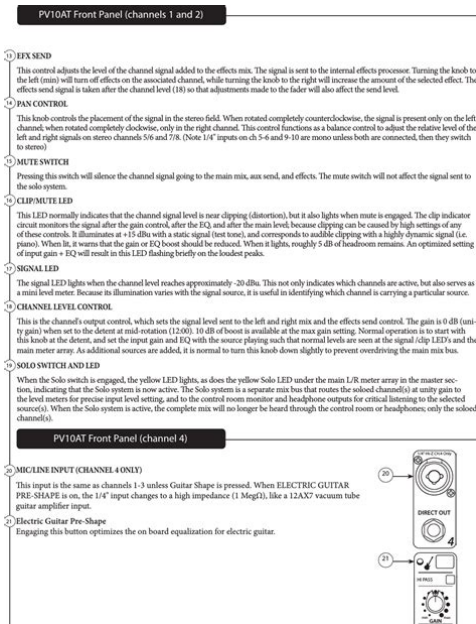 PV10AT Front Panel (channels 1 and 2)
13 EFX SEND
This control adjusts the level of the channel signal added to the effects mix. The signal is sent to the internal effects processor. Turning the knob to
the left (min) will turn off effects on the associated channel, while turning the knob to the right will increase the amount of the selected effect. The
effects send signal is taken after the channel level (18) so that adjustments made to the fader will also affect the send level.
14 PAN CONTROL
This knob controls the placement of the signal in the stereo field. When rotated completely counterclockwise, the signal is present only on the left
channel; when rotated completely clockwise, only in the right channel. This control functions as a balance control to adjust the relative level of the
left and right signals on stereo channels 5/6 and 7/8. (Note 1/4" inputs on ch 5-6 and 9-10 are mono unless both are connected, then they switch
to stereo)
15 MUTE SWITCH
Pressing this switch will silence the channel signal going to the main mix, aux send, and effects. The mute switch will not affect the signal sent to
the solo system.
16 CLIP/MUTE LED
This LED normally indicates that the channel signal level is near clipping (distortion), but it also lights when mute is engaged. The clip indicator
circuit monitors the signal after the gain control, after the EQ, and after the main level; because clipping can be caused by high settings of any
of these controls. It illuminates at +15 dBu with a static signal (test tone), and corresponds to audible clipping with a highly dynamic signal (i.e.
piano). When lit, it warns that the gain or EQ boost should be reduced. When it lights, roughly 5 dB of headroom remains. An optimized setting
of input gain + EQ will result in this LED flashing briefly on the loudest peaks.
17 SIGNAL LED
The signal LED lights when the channel level reaches approximately -20 dBu. This not only indicates which channels are active, but also serves as
a mini level meter. Because its illumination varies with the signal source, it is useful in identifying which channel is carrying a particular source.
18 CHANNEL LEVEL CONTROL
This is the channel's output control, which sets the signal level sent to the left and right mix and the effects send control. The gain is 0 dB (uni-
ty gain) when set to the detent at mid-rotation (12:00). 10 dB of boost is available at the max gain setting. Normal operation is to start with
this knob at the detent, and set the input gain and EQ with the source playing such that normal levels are seen at the signal /clip LED's and the
main meter array. As additional sources are added, it is normal to turn this knob down slightly to prevent overdriving the main mix bus.
19 SOLO SWITCH AND LED
When the Solo switch is engaged, the yellow LED lights, as does the yellow Solo LED under the main L/R meter array in the master sec-
tion, indicating that the Solo system is now active. The Solo system is a separate mix bus that routes the soloed channel(s) at unity gain to
the level meters for precise input level setting, and to the control room monitor and headphone outputs for critical listening to the selected
source(s). When the Solo system is active, the complete mix will no longer be heard through the control room or headphones; only the soloed
channel(s).
PV10AT Front Panel (channel 4)
20 MIC/LINE INPUT (CHANNEL 4 ONLY)
This input is the same as channels 1-3 unless Guitar Shape is pressed. When ELECTRIC GUITAR
PRE-SHAPE is on, the 1/4" input changes to a high impedance (1 MegΩ), like a 12AX7 vacuum tube
guitar amplifier input.
21 Electric Guitar Pre-Shape
Engaging this button optimizes the on board equalization for electric guitar.
20
DIRECT OUT
4
21
HI PASS
GAIN